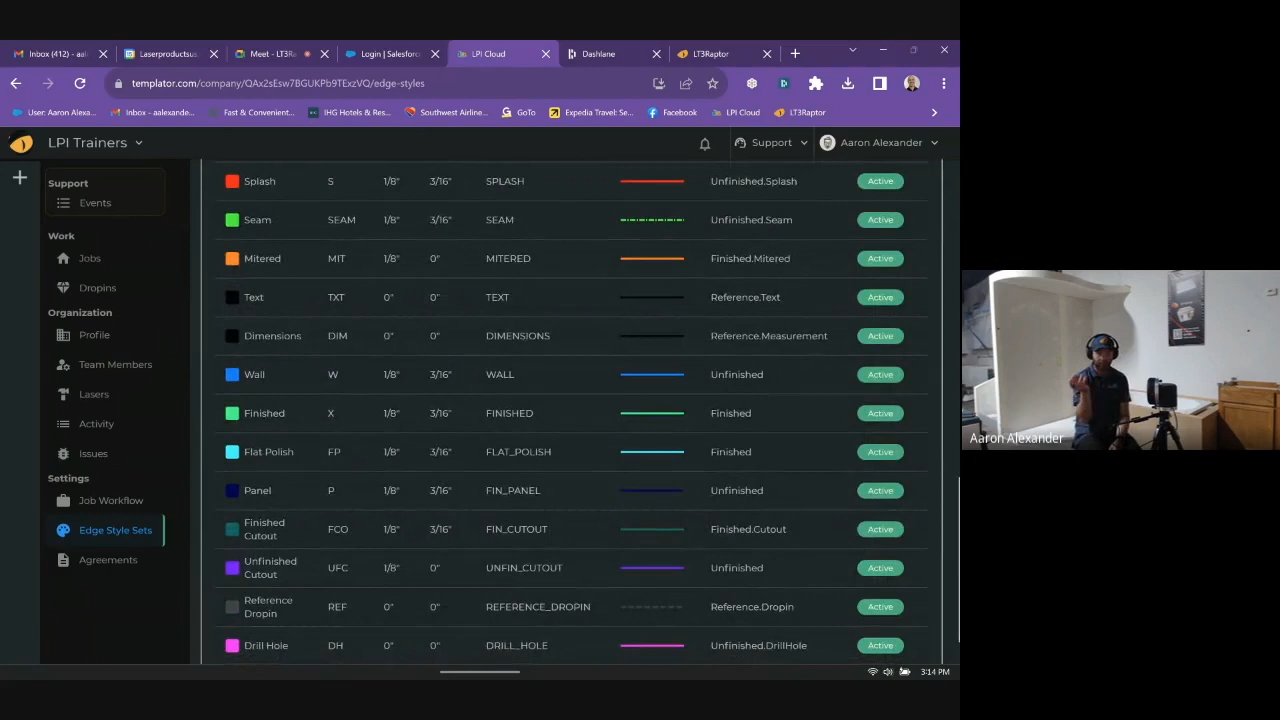 Inbox (412) - aal
Laserproductsus.
Meet - LT3Ra
Login | Salesforc
LPI Cloud
Dashlane
LT3Raptor
templator.com/company/QAx2sEsw7BGUKPb9TExzVQ/edge-styles
User: Aaron Alexa...
Inbox - aalexande...
Fast & Convenient...
IHG Hotels & Res...
Southwest Airline...
GoTo
Expedia Travel: Se...
Facebook
LPI Cloud
LT3Raptor
LPI Trainers
Support
Aaron Alexander
Support
Events
Work
Jobs
Dropins
Organization
Profile
Team Members
Lasers
Activity
Issues
Settings
Job Workflow
Edge Style Sets
Agreements
Splash S 1/8" 3/16" SPLASH Unfinished.Splash Active
Seam SEAM 1/8" 3/16" SEAM Unfinished.Seam Active
Mitered MIT 1/8" 0" MITERED Finished.Mitered Active
Text TXT 0" 0" TEXT Reference.Text Active
Dimensions DIM 0" 0" DIMENSIONS Reference.Measurement Active
Wall W 1/8" 3/16" WALL Unfinished Active
Finished X 1/8" 3/16" FINISHED Finished Active
Flat Polish FP 1/8" 3/16" FLAT_POLISH Finished Active
Panel P 1/8" 3/16" FIN_PANEL Unfinished Active
Finished
Cutout FCO 1/8" 3/16" FIN_CUTOUT Finished.Cutout Active
Unfinished
Cutout UFC 1/8" 0" UNFIN_CUTOUT Unfinished Active
Reference
Dropin REF 0" 0" REFERENCE_DROPIN Reference.Dropin Active
Drill Hole DH 0" 0" DRILL_HOLE Unfinished.DrillHole Active
3:14 PM
Aaron Alexander